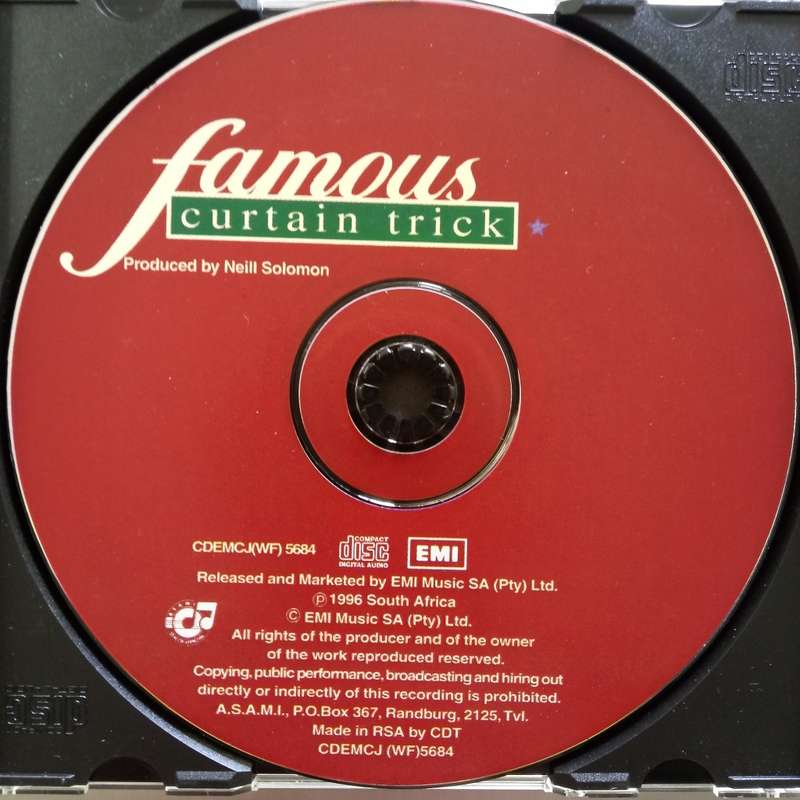 disc
famous
curtain trick
Produced by Neill Solomon
CDEMCJ(WF) 5684
COMPACT
disc
DIGITAL AUDIO
EMI
Released and Marketed by EMI Music SA (Pty) Ltd.
℗ 1996 South Africa
© EMI Music SA (Pty) Ltd.
All rights of the producer and of the owner
of the work reproduced reserved.
Copying, public performance, broadcasting and hiring out
directly or indirectly of this recording is prohibited.
A.S.A.M.I., P.O.Box 367, Randburg, 2125, Tvl.
Made in RSA by CDT
CDEMCJ (WF)5684
disc